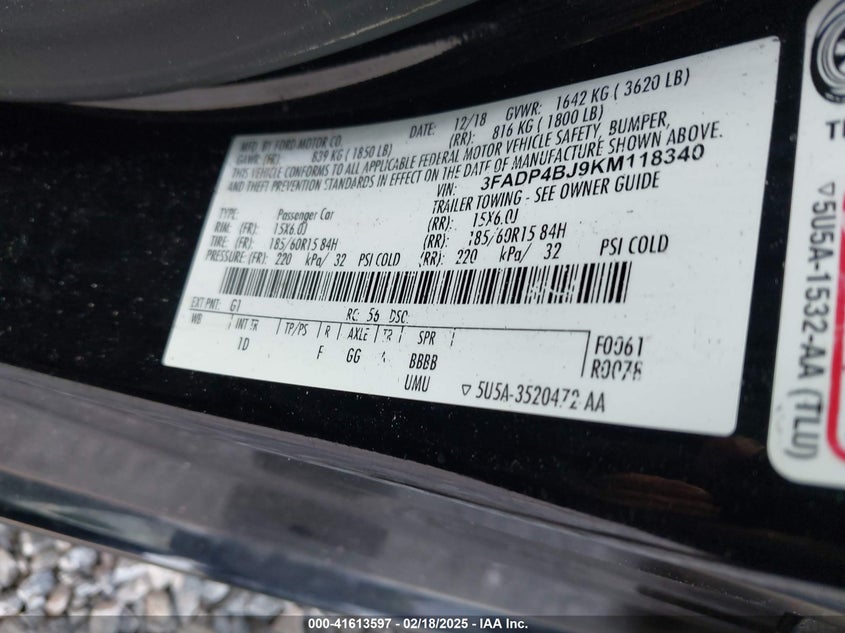 MFD. BY FORD MOTOR CO. DATE: 12/18 GVWR: 1642 KG ( 3620 LB)
GAWR: (FR): 839 KG ( 1850 LB) (RR): 816 KG ( 1800 LB)
THIS VEHICLE CONFORMS TO ALL APPLICABLE FEDERAL MOTOR VEHICLE SAFETY, BUMPER,
AND THEFT PREVENTION STANDARDS IN EFFECT ON THE DATE OF MANUFACTURE SHOWN ABOVE.
VIN: 3FADP4BJ9KM118340
TYPE: Passenger Car TRAILER TOWING - SEE OWNER GUIDE
RIM: (FR): 15X6.0J (RR): 15X6.0J
TIRE: (FR): 185/60R15 84H (RR): 185/60R15 84H
PRESSURE: (FR): 220 kPa/ 32 PSI COLD (RR): 220 kPa/ 32 PSI COLD
EXT PNT: G1 RC: 56 DSO:
WB INT TR TP/PS R AXLE TR SPR
1D F GG BBBB
UMU
F0061
R0078
▽ 5U5A-3520472-AA
▽ 5U5A-1532-AA (TLU)
000-41613597 - 02/18/2025 - IAA Inc.